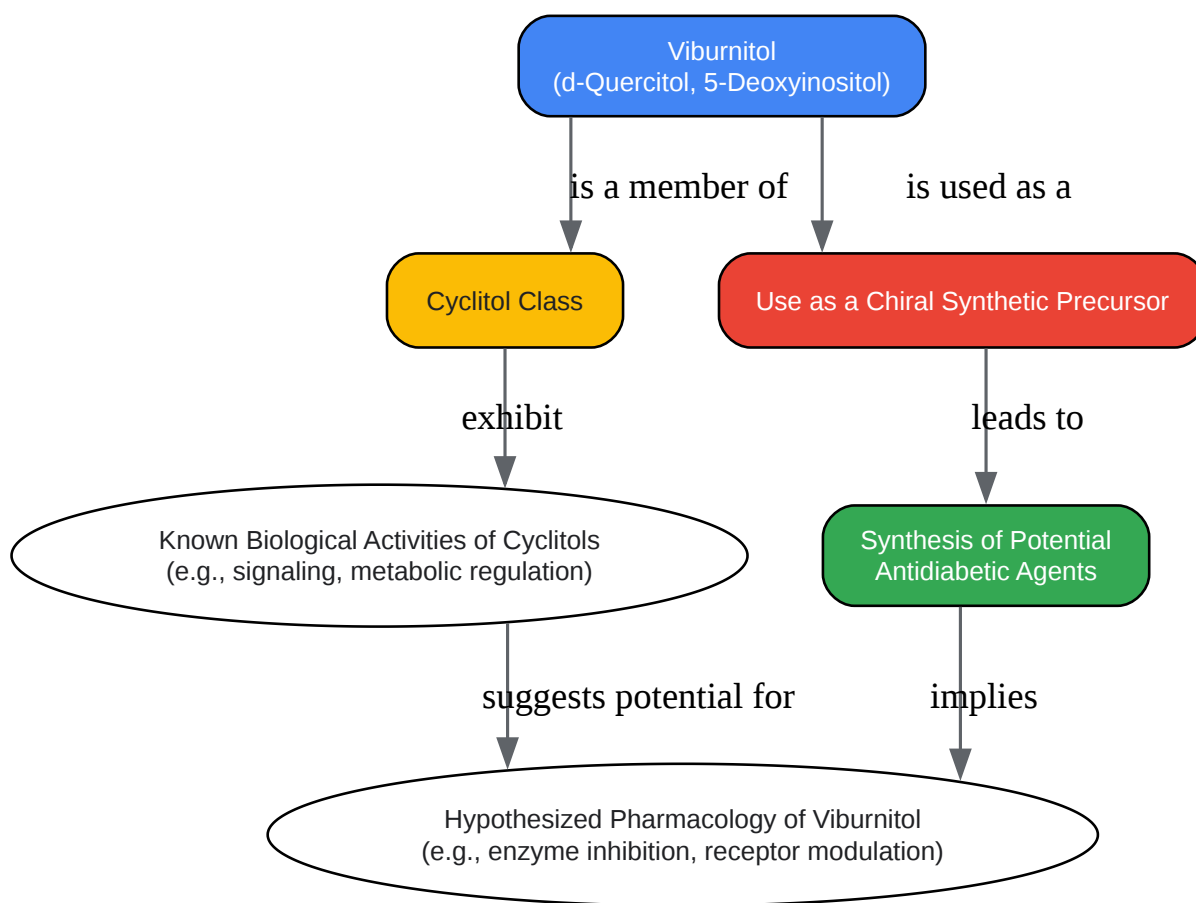 Viburnitol
(d-Quercitol, 5-Deoxyinositol)
is a member of
is used as a
Cyclitol Class
Use as a Chiral Synthetic Precursor
exhibit
leads to
Known Biological Activities of Cyclitols
(e.g., signaling, metabolic regulation)
Synthesis of Potential
Antidiabetic Agents
suggests potential for
implies
Hypothesized Pharmacology of Viburnitol
(e.g., enzyme inhibition, receptor modulation)